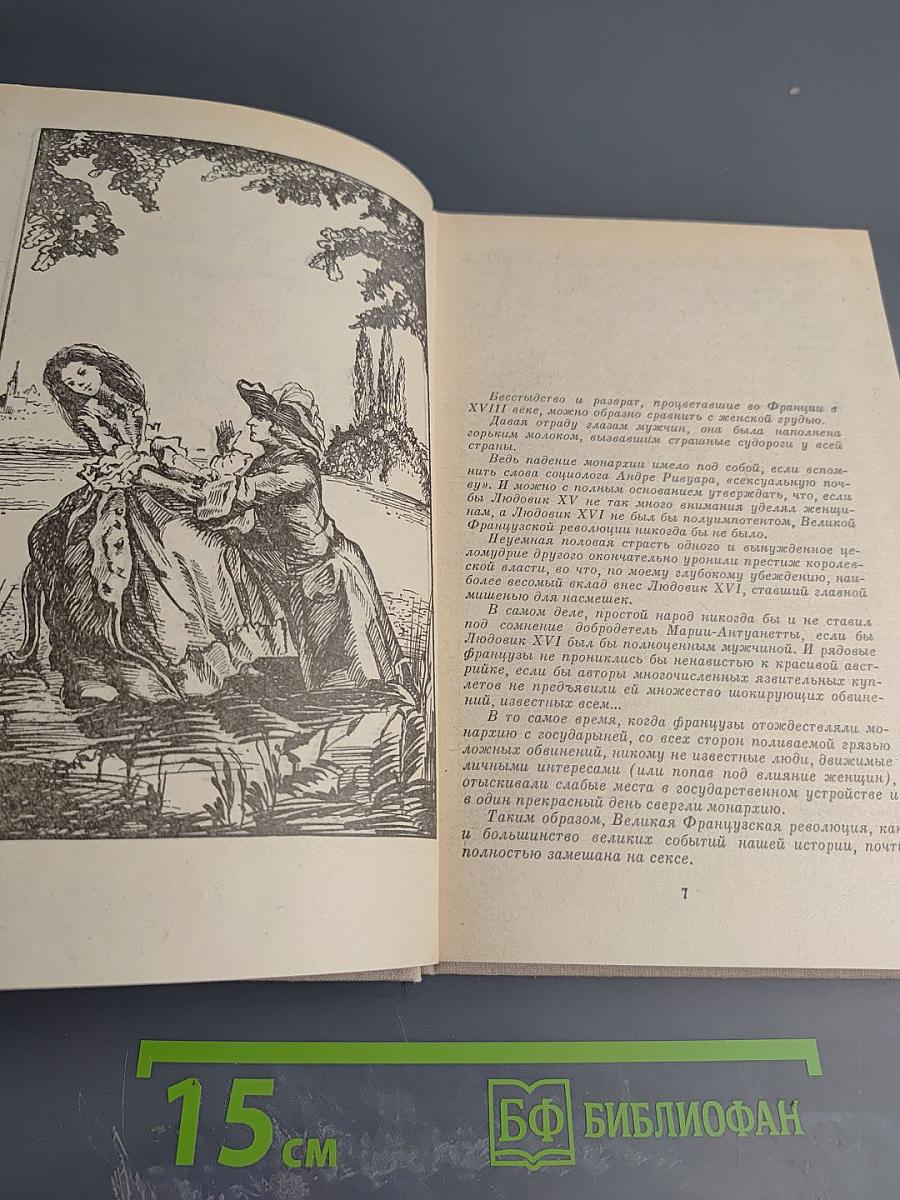 Бесстыдство и разврат, процветавшие во Франции в
XVIII веке, можно образно сравнить с женской грудью.
Давая отраду глазам мужчин, она была наполнена
горьким молоком, вызвавшим страшные судороги у всей
страны.
Ведь падение монархии имело под собой, если вспом-
нить слова социолога Андре Ривуара, всексуальную поч-
ву». И можно с полным основанием утверждать, что, если
бы Людовик XV не так много внимания уделял женщи-
нам, а Людовик XVI не был бы полуимпотентом, Великой
Французской революции никогда бы не было.
Неуемная половая страсть одного и вынужденное це-
ломудрие другого окончательно уронили престиж королев-
ской власти, во что, по моему глубокому убеждению, наи-
более весомый вклад внес Людовик XVI, ставший главной
мишенью для насмешек.
В самом деле, простой народ никогда бы и не ставил
под сомнение добродетель Марии-Антуанетты, если бы
Людовик XVI был бы полноценным мужчиной. И рядовые
французы не прониклись бы ненавистью к красивой авст-
рийке, если бы авторы многочисленных язвительных куп-
летов не предъявили ей множество шокирующих обвине-
ний, известных всем...
В то самое время, когда французы отождествляли мо-
нархию с государыней, со всех сторон поливаемой грязью
ложных обвинений, никому не известные люди, движимые
личными интересами (или попав под влияние женщин),
отыскивали слабые места в государственном устройстве и
в один прекрасный день свергли монархию.
Таким образом, Великая Французская революция, как
и большинство великих событий нашей истории, почти
полностью замешана на сексе.
7
15 см
БФ БИБЛИОФАН